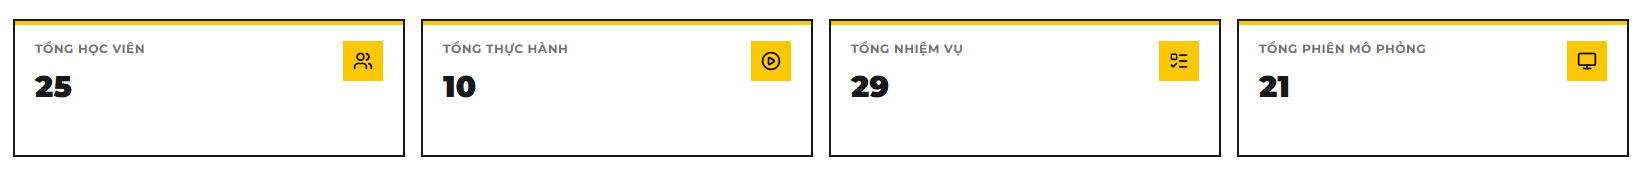 TỔNG HỌC VIÊN
25
TỔNG THỰC HÀNH
10
TỔNG NHIỆM VỤ
29
TỔNG PHIÊN MÔ PHỎNG
21